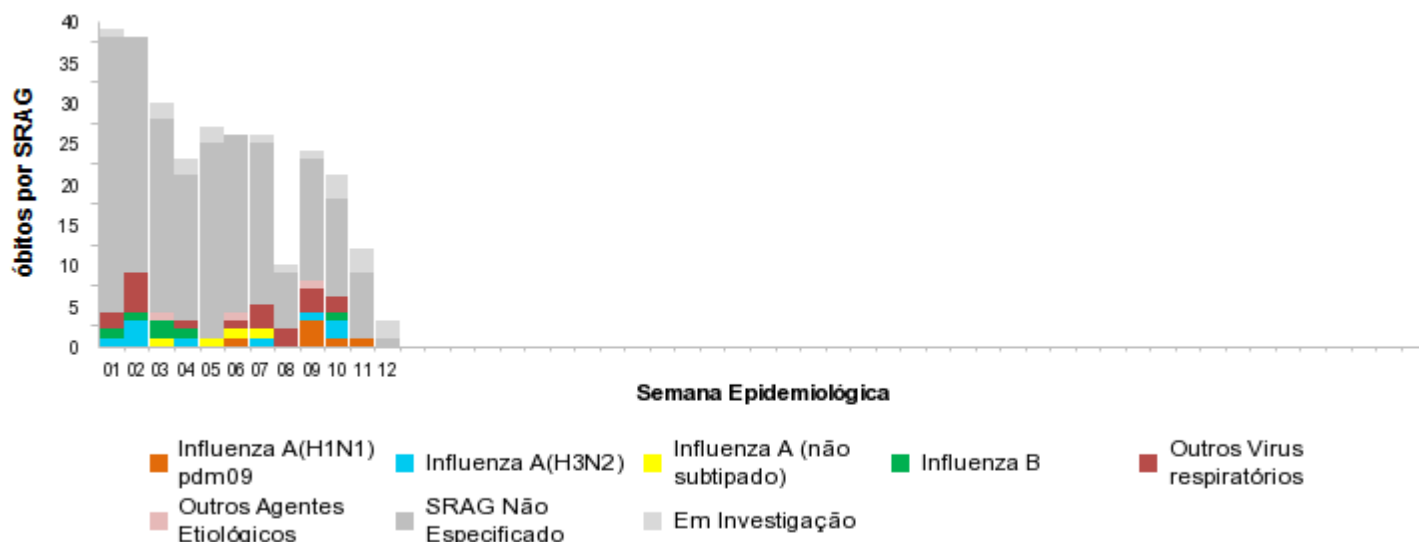 40
35
30
25
20
15
10
5
0
óbitos por SRAG
01 02 03 04 05 06 07 08 09 10 11 12
Semana Epidemiológica
Influenza A(H1N1)
pdm09
Influenza A(H3N2)
Influenza A (não
subtipado)
Influenza B
Outros Virus
respiratórios
Outros Agentes
Etiológicos
SRAG Não
Especificado
Em Investigação